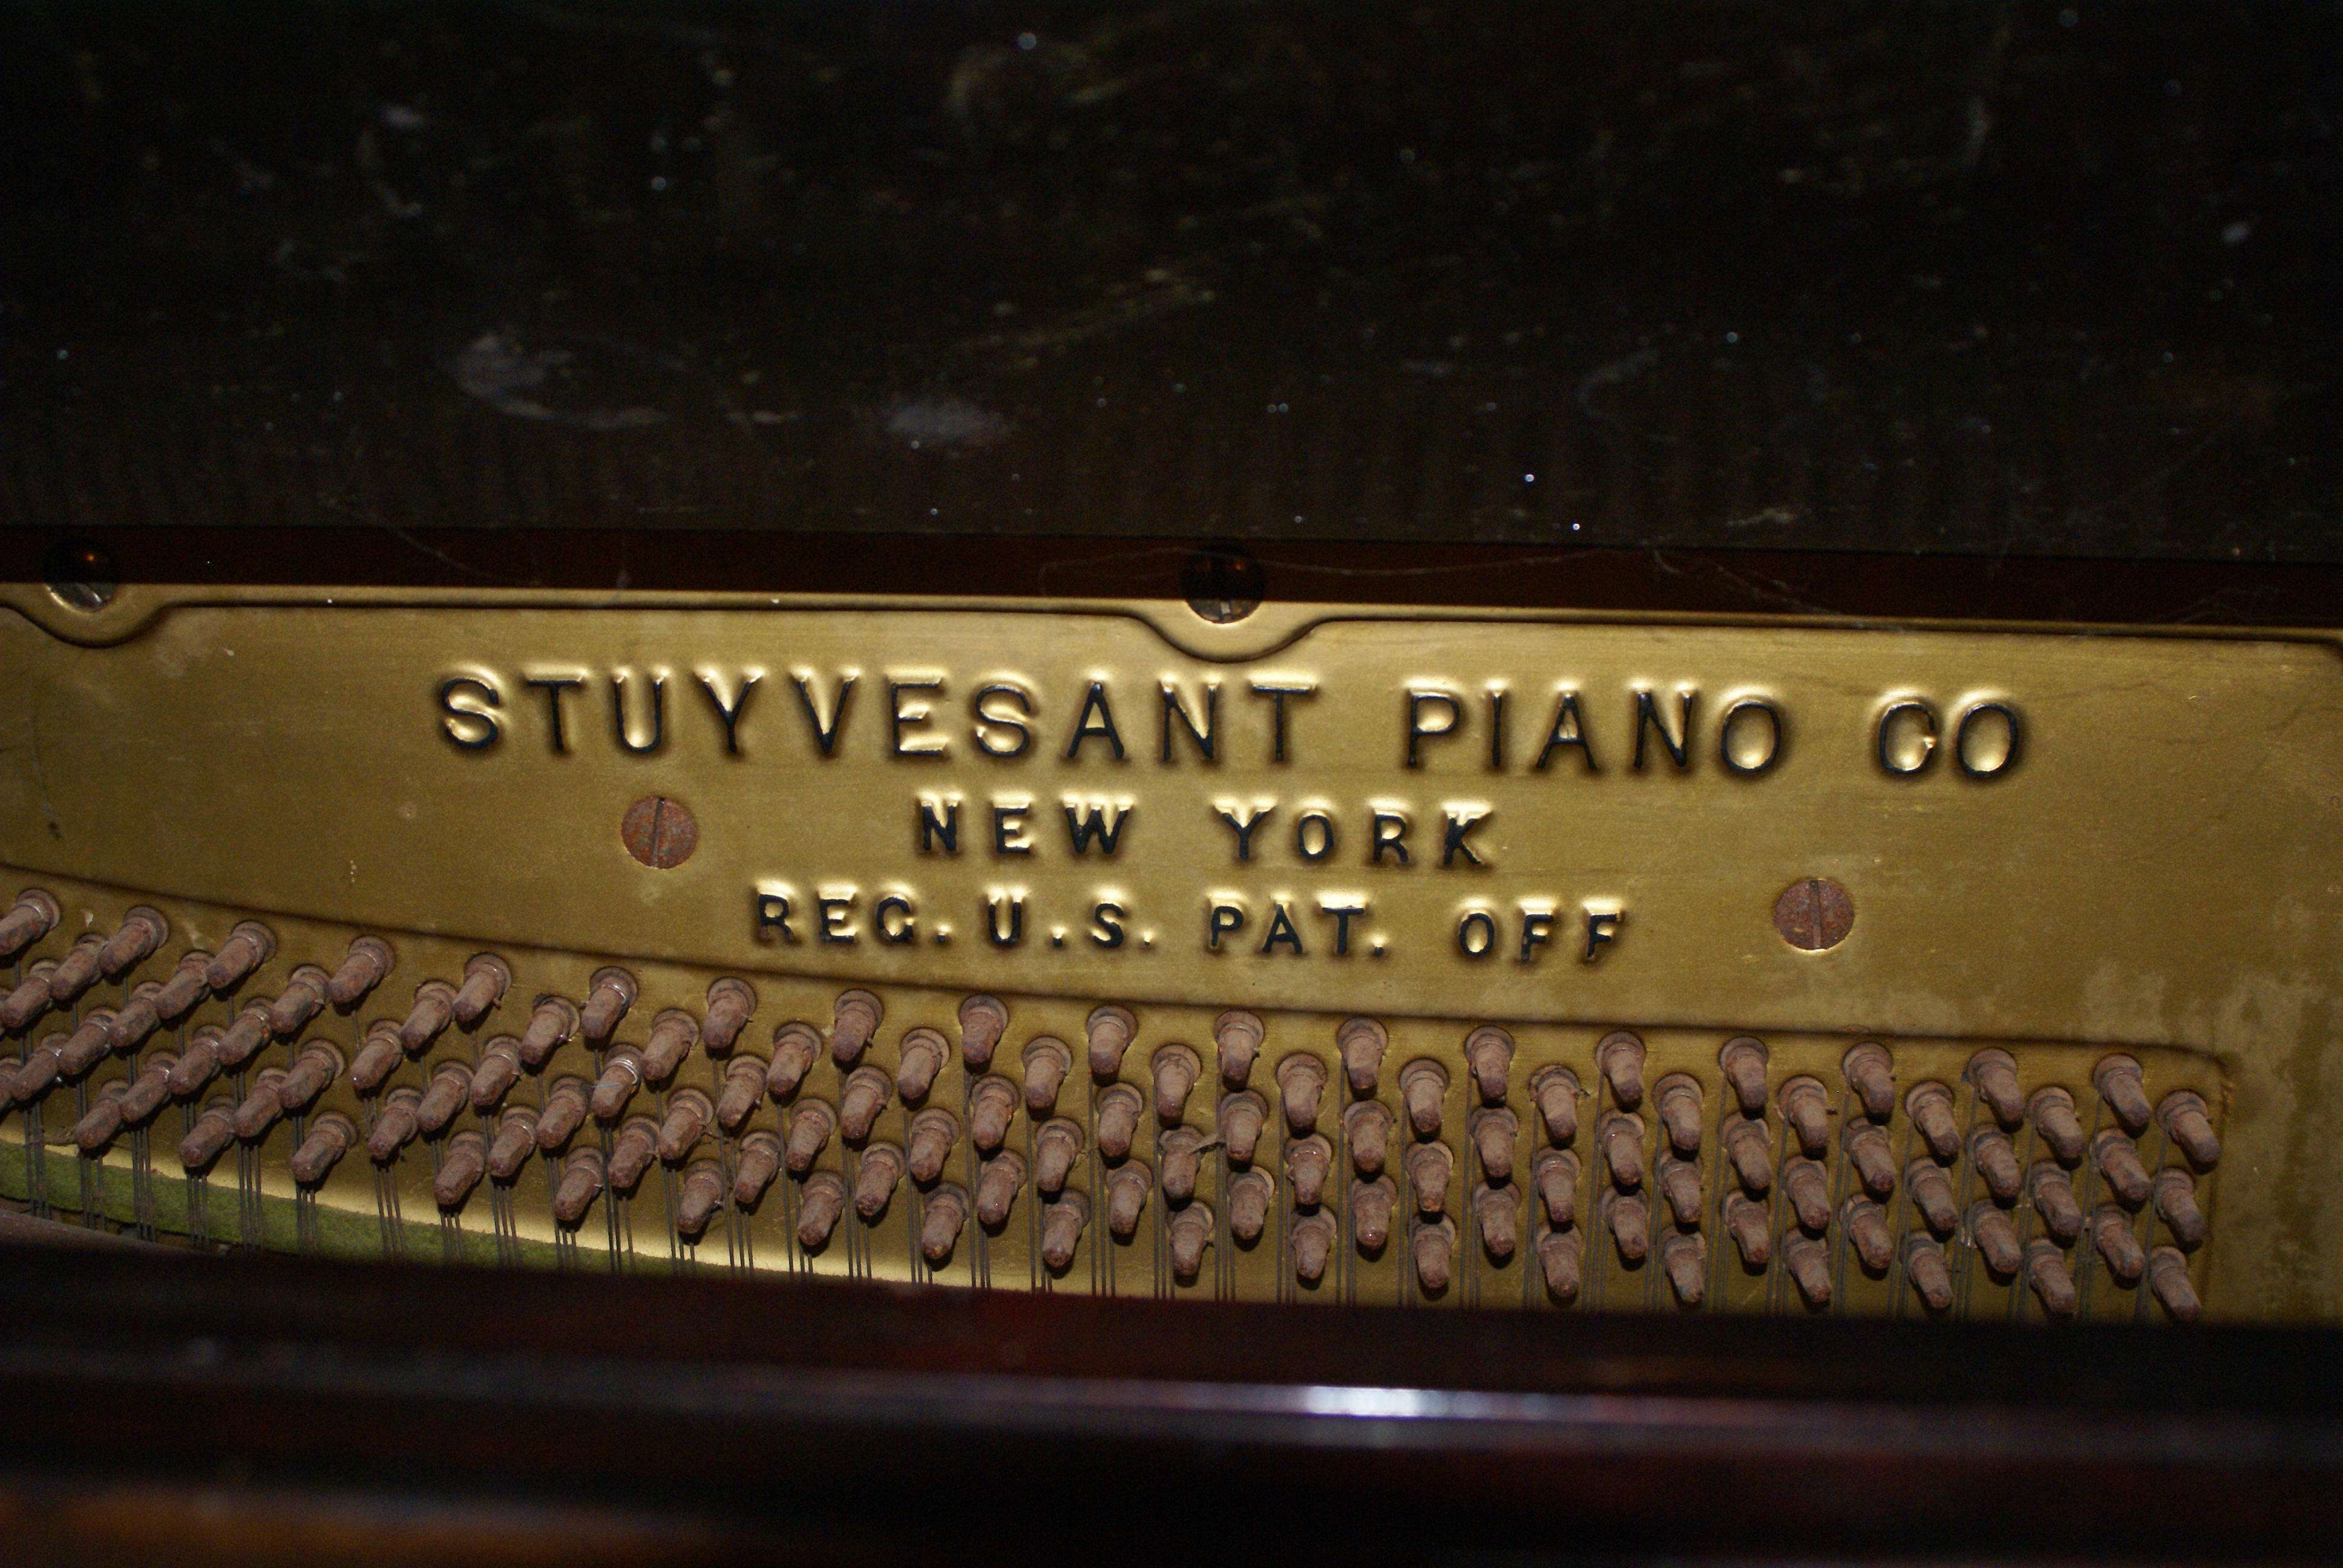 STUYVESANT PIANO CO
NEW YORK
REG. U.S. PAT. OFF